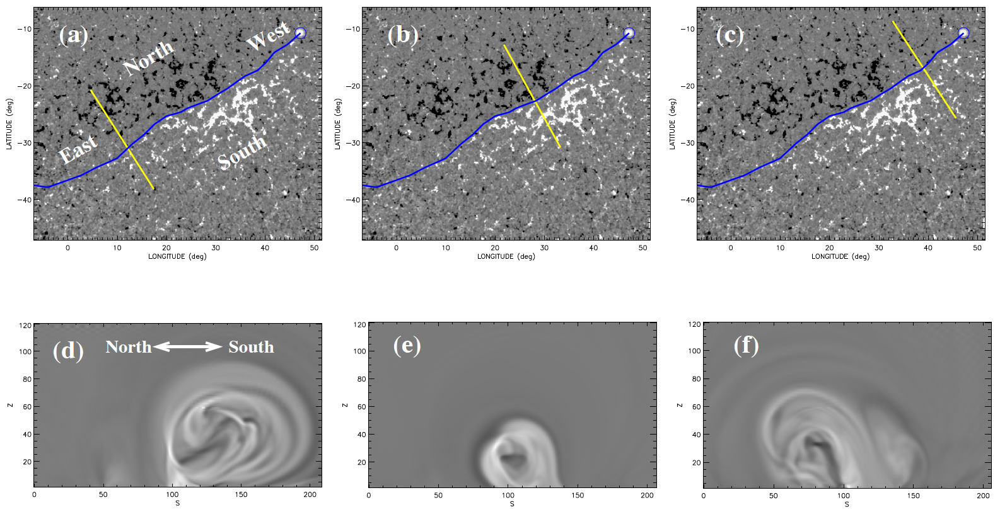 (a)
North
West
East
South
−10
−20
−30
−40
LATITUDE (deg)
0 10 20 30 40 50
LONGITUDE (deg)
(b)
−10
−20
−30
−40
LATITUDE (deg)
0 10 20 30 40 50
LONGITUDE (deg)
(c)
−10
−20
−30
−40
LATITUDE (deg)
0 10 20 30 40 50
LONGITUDE (deg)
(d)
North South
120
100
80
60
40
20
Z
0 50 100 150 200
S
(e)
120
100
80
60
40
20
Z
0 50 100 150 200
S
(f)
120
100
80
60
40
20
Z
0 50 100 150 200
S